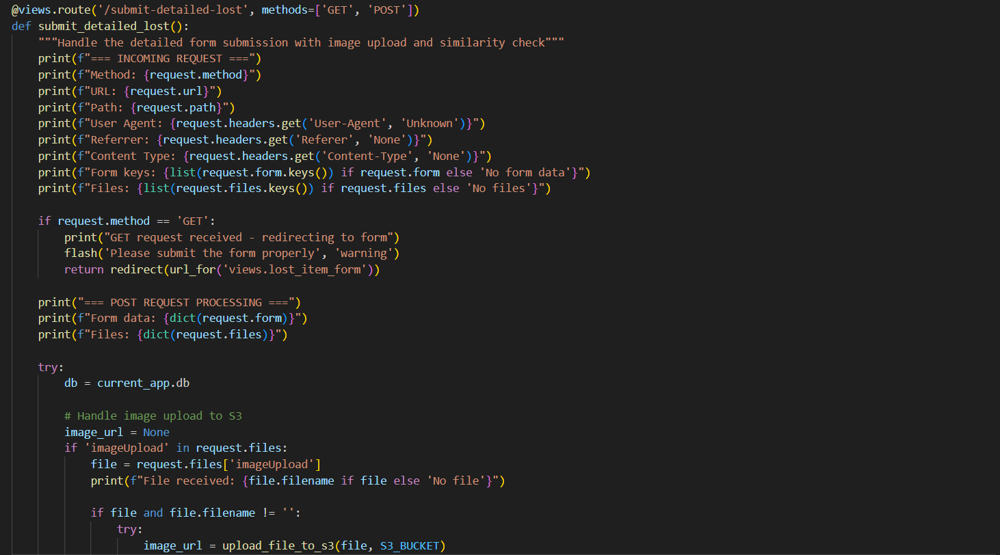 @views.route('/submit-detailed-lost', methods=['GET', 'POST'])
def submit_detailed_lost():
    """Handle the detailed form submission with image upload and similarity check"""
    print(f"=== INCOMING REQUEST ===")
    print(f"Method: {request.method}")
    print(f"URL: {request.url}")
    print(f"Path: {request.path}")
    print(f"User Agent: {request.headers.get('User-Agent', 'Unknown')}")
    print(f"Referrer: {request.headers.get('Referer', 'None')}")
    print(f"Content Type: {request.headers.get('Content-Type', 'None')}")
    print(f"Form keys: {list(request.form.keys()) if request.form else 'No form data'}")
    print(f"Files: {list(request.files.keys()) if request.files else 'No files'}")

    if request.method == 'GET':
        print("GET request received - redirecting to form")
        flash('Please submit the form properly', 'warning')
        return redirect(url_for('views.lost_item_form'))

    print("=== POST REQUEST PROCESSING ===")
    print(f"Form data: {dict(request.form)}")
    print(f"Files: {dict(request.files)}")

    try:
        db = current_app.db

        # Handle image upload to S3
        image_url = None
        if 'imageUpload' in request.files:
            file = request.files['imageUpload']
            print(f"File received: {file.filename if file else 'No file'}")

            if file and file.filename != '':
                try:
                    image_url = upload_file_to_s3(file, S3_BUCKET)